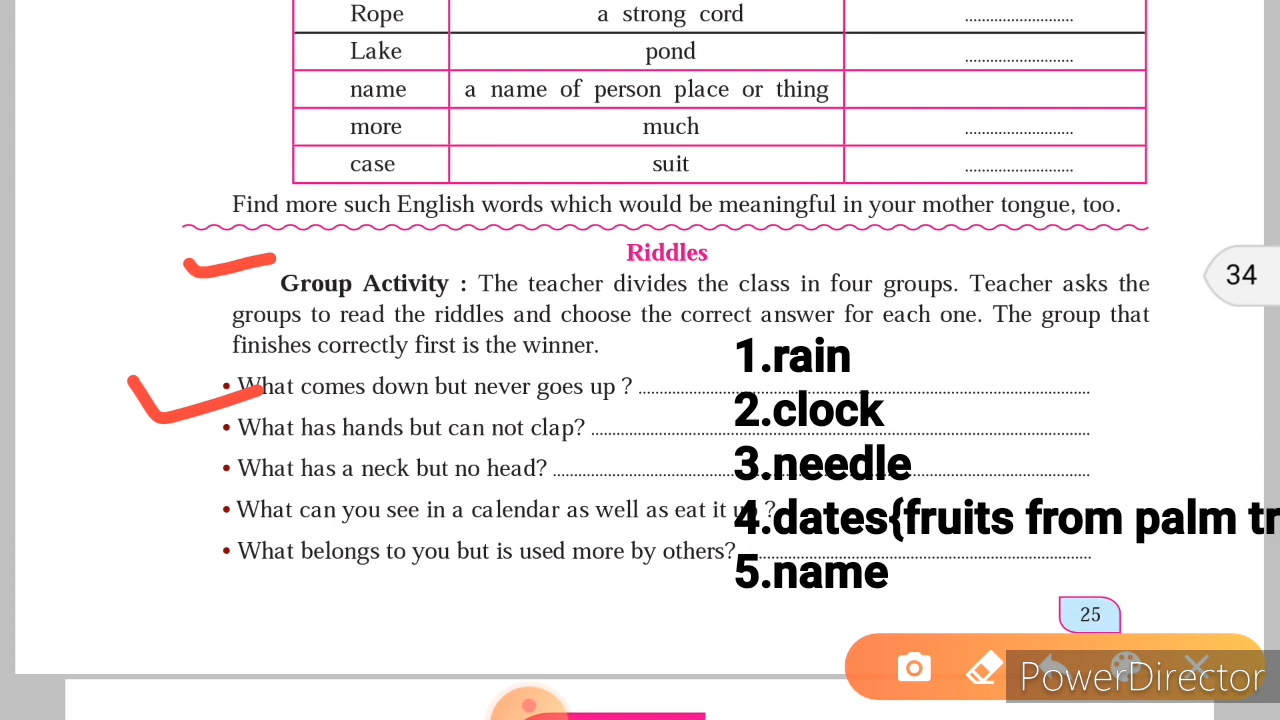 Rope a strong cord ..........................
Lake pond ..........................
name a name of person place or thing
more much ..........................
case suit ..........................
Find more such English words which would be meaningful in your mother tongue, too.
Riddles
34
Group Activity : The teacher divides the class in four groups. Teacher asks the
groups to read the riddles and choose the correct answer for each one. The group that
finishes correctly first is the winner.
1.rain
• What comes down but never goes up ?
2.clock
• What has hands but can not clap?
3.needle
• What has a neck but no head?
• What can you see in a calendar as well as eat it ?
4.dates{fruits from palm
• What belongs to you but is used more by others?
5.name
25
PowerDirector